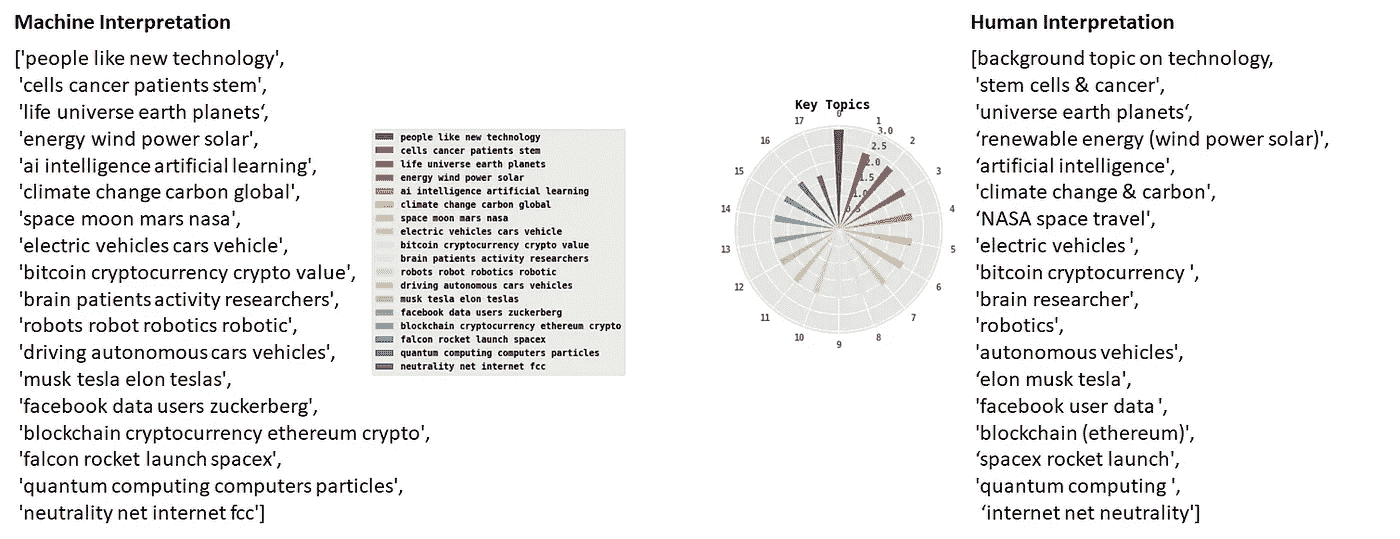 Machine Interpretation
['people like new technology',
'cells cancer patients stem',
'life universe earth planets‘,
'energy wind power solar',
'ai intelligence artificial learning',
'climate change carbon global',
'space moon mars nasa',
'electric vehicles cars vehicle',
'bitcoin cryptocurrency crypto value',
'brain patients activity researchers',
'robots robot robotics robotic',
'driving autonomous cars vehicles',
'musk tesla elon teslas',
'facebook data users zuckerberg',
'blockchain cryptocurrency ethereum crypto',
'falcon rocket launch spacex',
'quantum computing computers particles',
'neutrality net internet fcc']
people like new technology
cells cancer patients stem
life universe earth planets
energy wind power solar
ai intelligence artificial learning
climate change carbon global
space moon mars nasa
electric vehicles cars vehicle
bitcoin cryptocurrency crypto value
brain patients activity researchers
robots robot robotics robotic
driving autonomous cars vehicles
musk tesla elon teslas
facebook data users zuckerberg
blockchain cryptocurrency ethereum crypto
falcon rocket launch spacex
quantum computing computers particles
neutrality net internet fcc
Key Topics
0
1
2
3
4
5
6
7
8
9
10
11
12
13
14
15
16
17
3.0
2.5
2.0
1.5
1.0
0.5
Human Interpretation
[background topic on technology,
'stem cells & cancer',
'universe earth planets‘,
‘renewable energy (wind power solar)',
‘artificial intelligence',
'climate change & carbon',
‘NASA space travel',
'electric vehicles ',
'bitcoin cryptocurrency ',
'brain researcher',
'robotics',
'autonomous vehicles',
‘elon musk tesla',
'facebook user data ',
'blockchain (ethereum)',
‘spacex rocket launch',
'quantum computing ',
‘internet net neutrality']